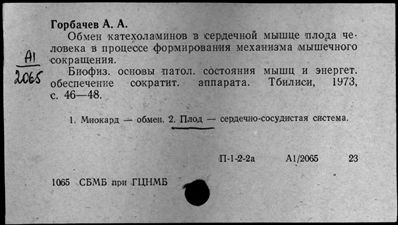 Горбачев А. А.
Обмен катехоламинов в сердечной мышце плода че-
ловека в процессе формирования механизма мышечного
сокращения.
Биофиз. основы патол. состояния мышц и энергет.
обеспечение сократит. аппарата. Тбилиси, 1973,
с. 46—48.
А1
2065
1. Миокард — обмен. 2. Плод — сердечно-сосудистая система.
П-1-2-2а А1/2065 23
1065 СБМБ при ГЦНМБ